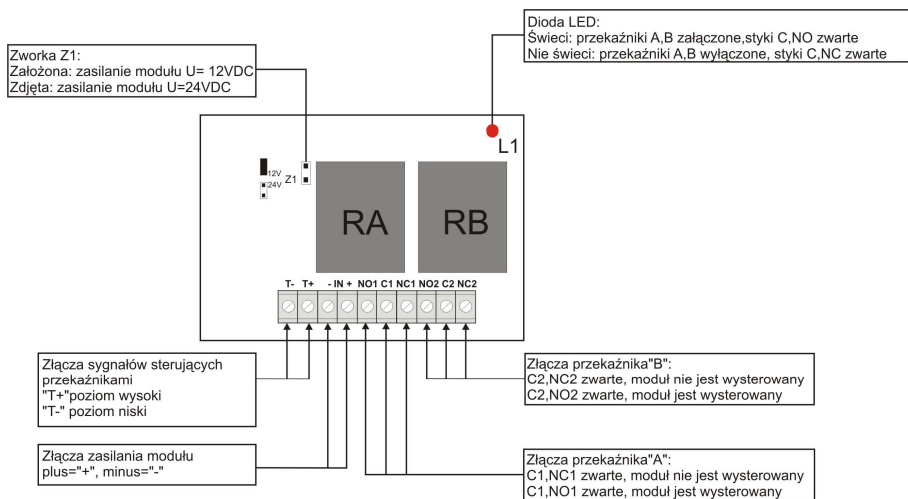 Dioda LED:
Świeci: przekaźniki A,B załączone,styki C,NO zwarte
Nie świeci: przekaźniki A,B wyłączone, styki C,NC zwarte
Zworka Z1:
Założona: zasilanie modułu U= 12VDC
Zdjęta: zasilanie modułu U=24VDC
L1
12V
24V
Z1
RA
RB
T- T+ - IN + NO1 C1 NC1 NO2 C2 NC2
Złącza sygnałów sterujących
przekaźnikami
"T+"poziom wysoki
"T-" poziom niski
Złącza przekaźnika"B":
C2,NC2 zwarte, moduł nie jest wysterowany
C2,NO2 zwarte, moduł jest wysterowany
Złącza zasilania modułu
plus="+", minus="-"
Złącza przekaźnika"A":
C1,NC1 zwarte, moduł nie jest wysterowany
C1,NO1 zwarte, moduł jest wysterowany